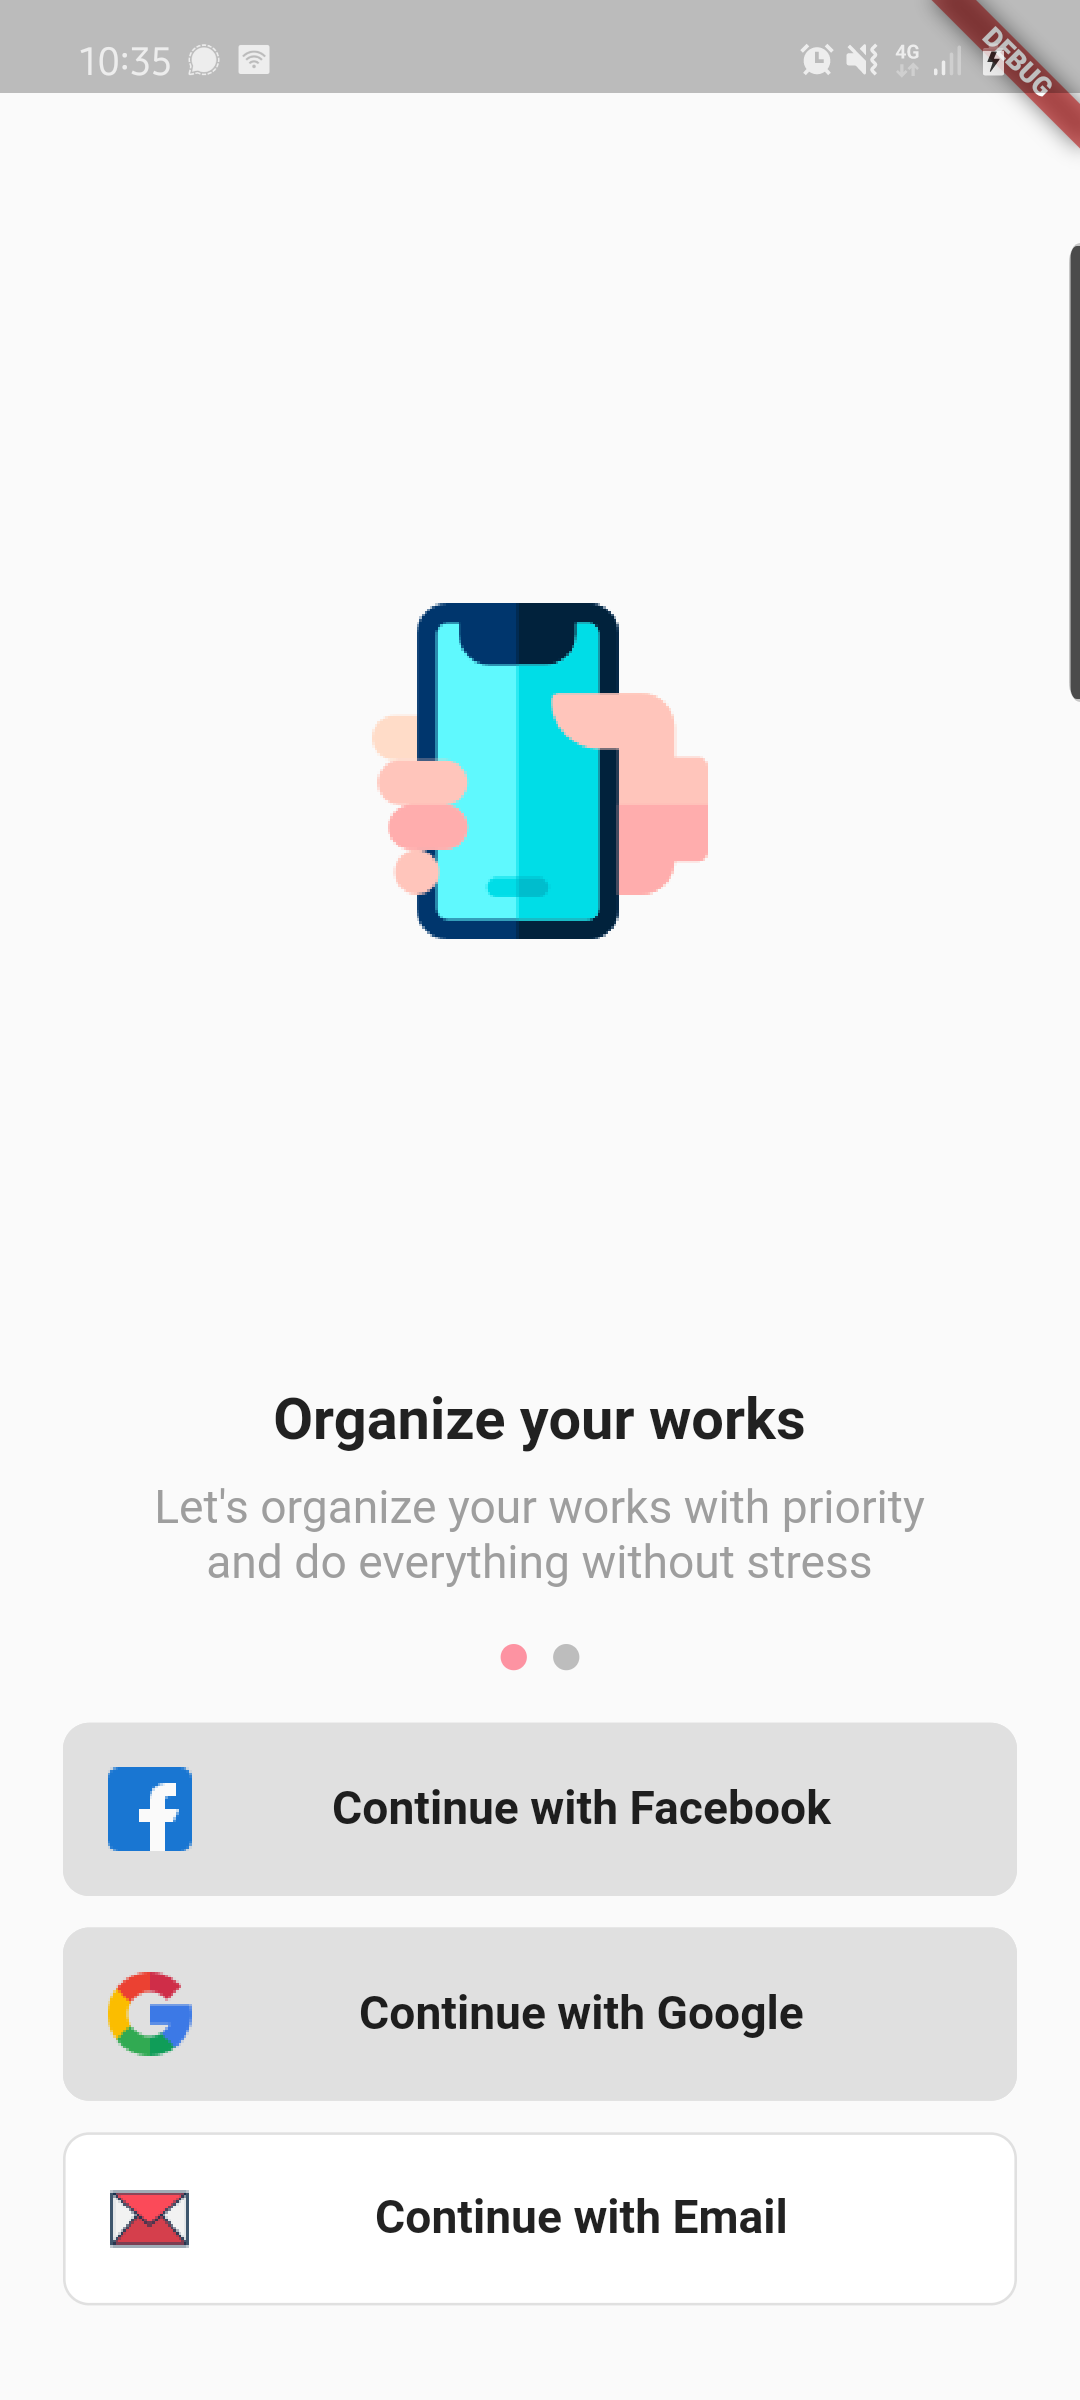 10:35
4G
DEBUG
Organize your works
Let's organize your works with priority
and do everything without stress
Continue with Facebook
Continue with Google
Continue with Email